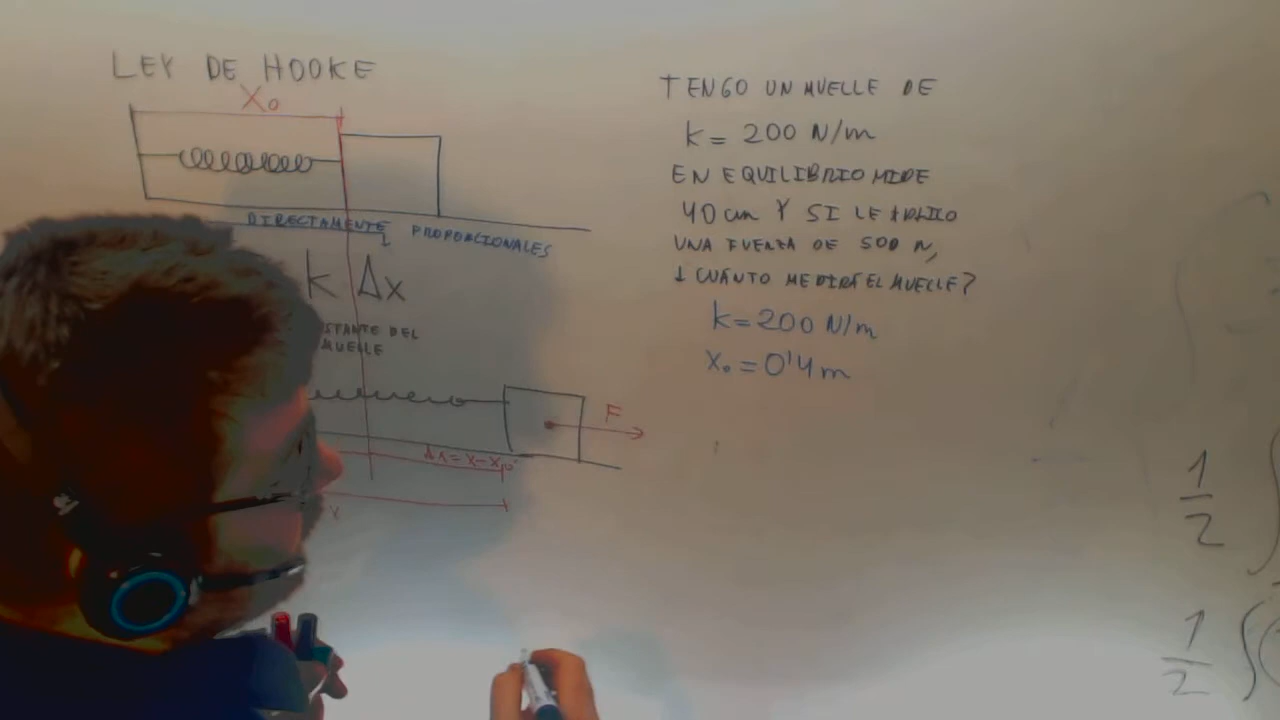 LEY DE HOOKE
X₀
DIRECTAMENTE PROPORCIONALES
k Δx
STANTE DEL
MUELLE
F
Δx = x - x₀
x
TENGO UN MUELLE DE
k = 200 N/m
EN EQUILIBRIO MIDE
40 cm Y SI LE APLICO
UNA FUERZA DE 500 N,
¿CUÁNTO MEDIRÁ EL MUELLE?
k = 200 N/m
X₀ = 0'4 m
1/2 ∫
1/2 ∫(